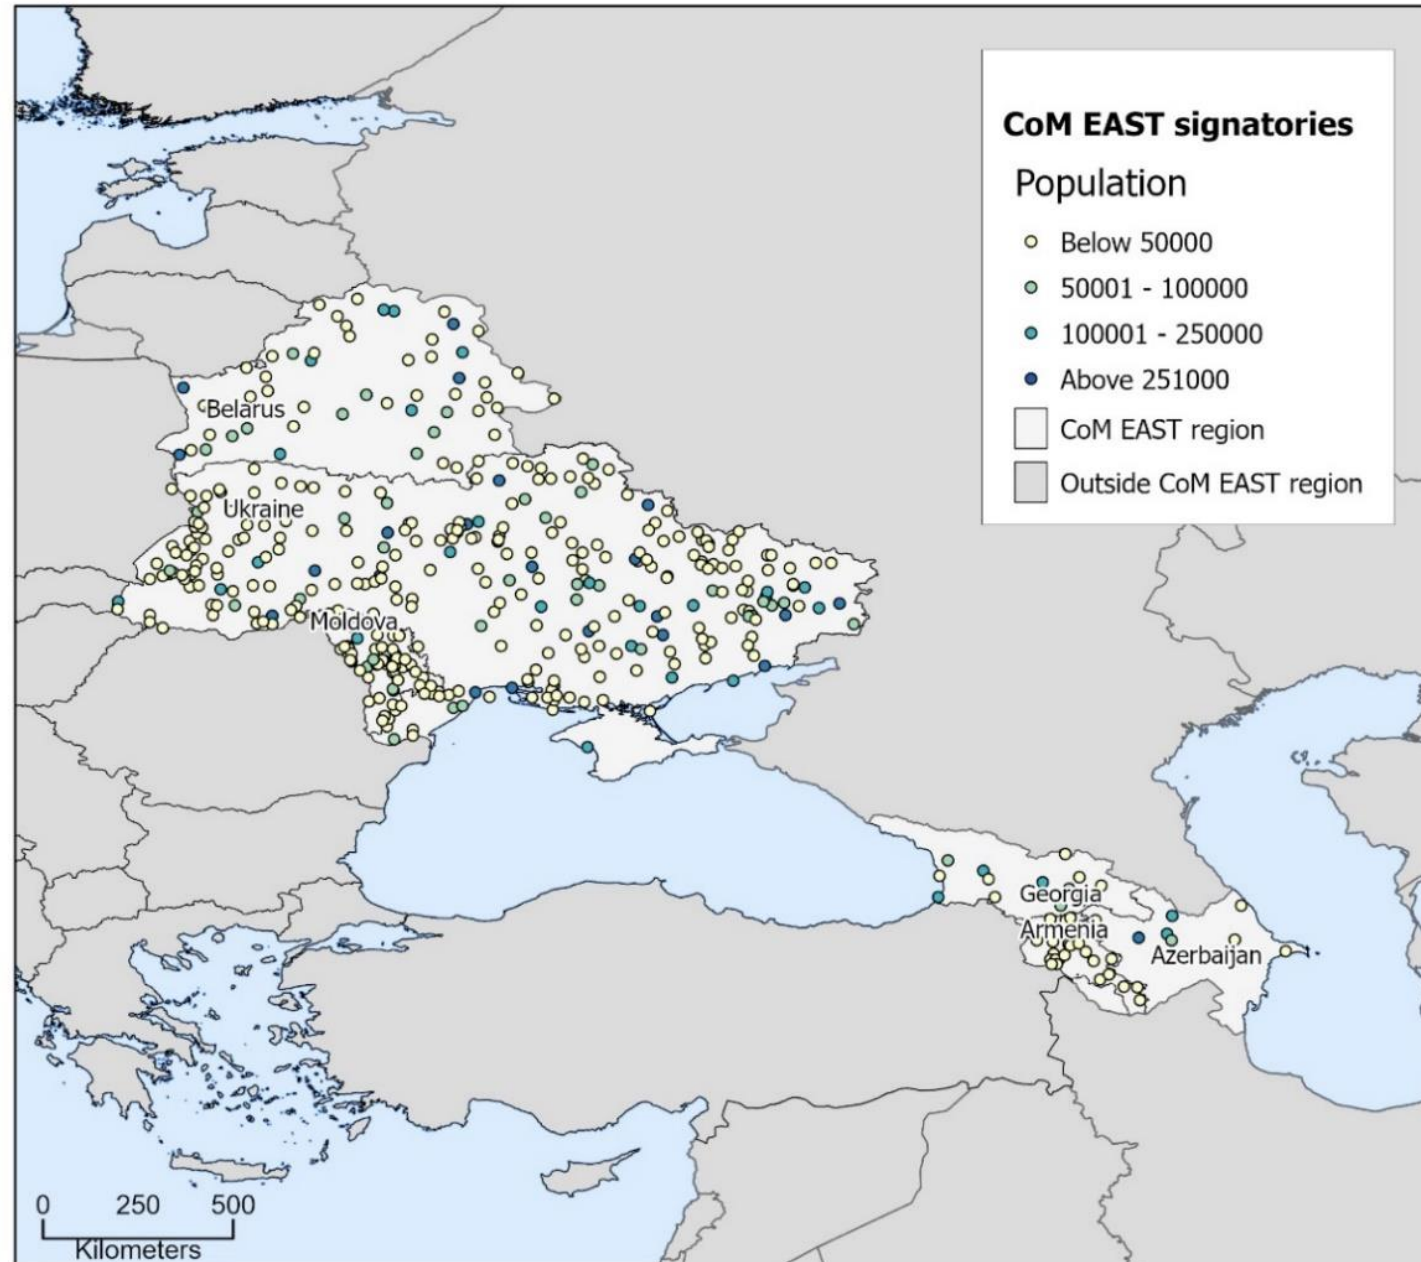 CoM EAST signatories
Population
Below 50000
50001 - 100000
100001 - 250000
Above 251000
CoM EAST region
Outside CoM EAST region
Belarus
Ukraine
Moldova
Georgia
Armenia
Azerbaijan
0 250 500
Kilometers